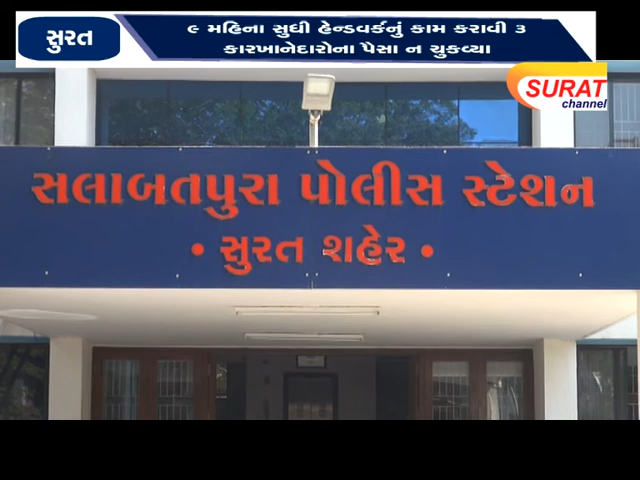 સુરત
૯ મહિના સુધી હેન્ડવર્કનું કામ કરાવી ૩
કારખાનેદારોના પૈસા ન ચુકવ્યા
SURAT
channel
સલાબતપુરા પોલીસ સ્ટેશન
• સુરત શહેર •